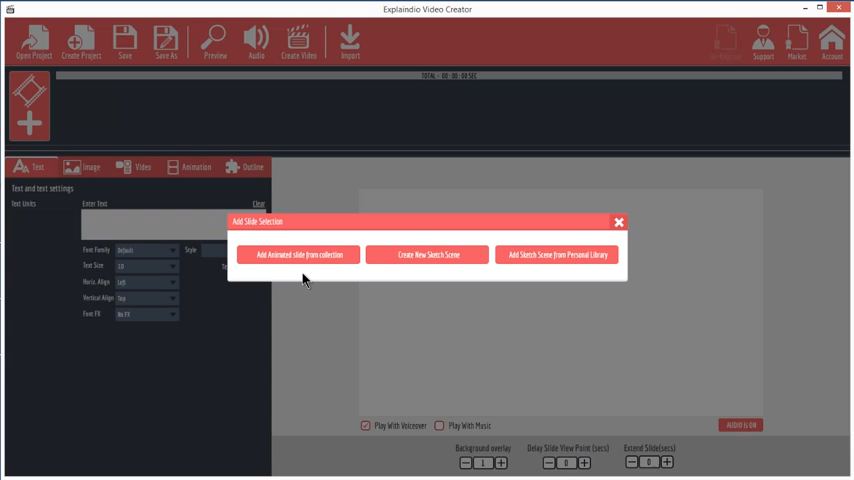 Explaindio Video Creator
Open Project
Create Project
Save
Save As
Preview
Audio
Create Video
Import
Support
Market
Account
TOTAL - 00:00:00 SEC
Text
Image
Video
Animation
Outline
Text and text settings
Text Units
Enter Text
Clear
Add Slide Selection
Add Animated slide from collection
Create New Sketch Scene
Add Sketch Scene from Personal Library
Font Family
Default
Style
Text Size
Horiz. Align
Left
Vertical Align
Top
Font FX
No FX
Play With Voiceover
Play With Music
AUDIO IS ON
Background overlay
Delay Slide View Point (secs)
Extend Slide(secs)
1
0
0